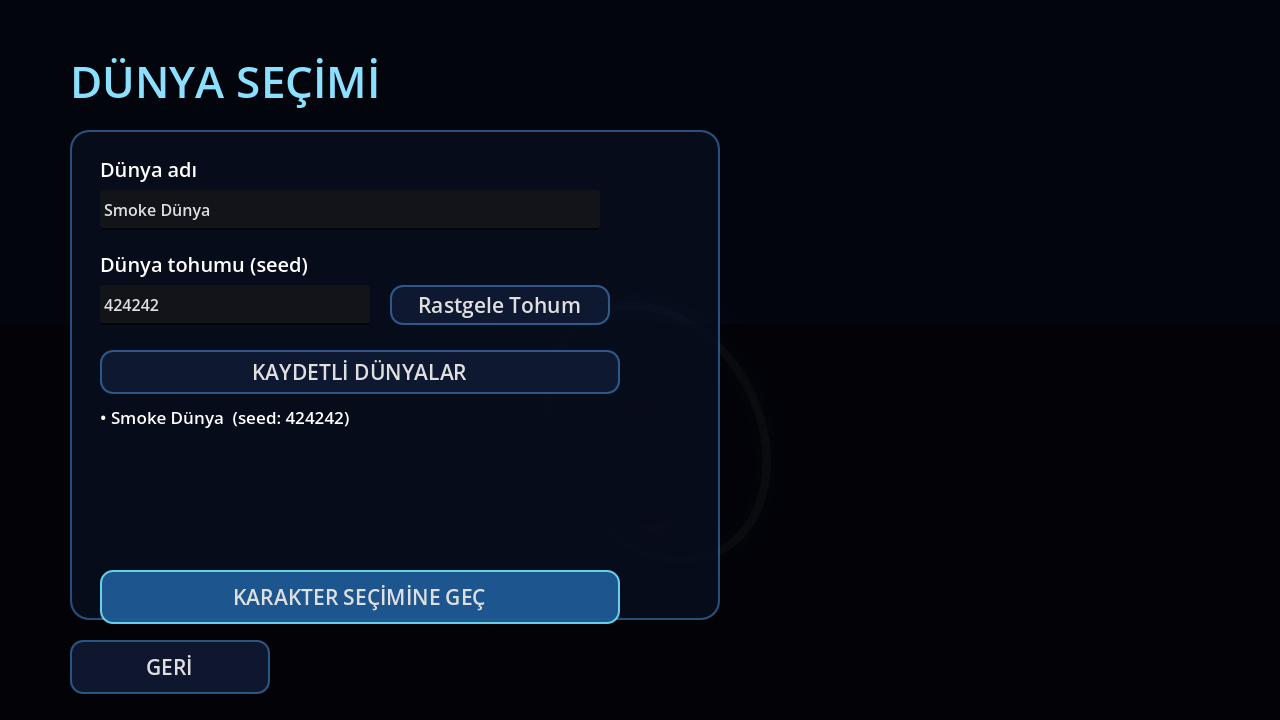 DÜNYA SEÇİMİ
Dünya adı
Smoke Dünya
Dünya tohumu (seed)
424242
Rastgele Tohum
KAYDETLİ DÜNYALAR
• Smoke Dünya (seed: 424242)
KARAKTER SEÇİMİNE GEÇ
GERİ